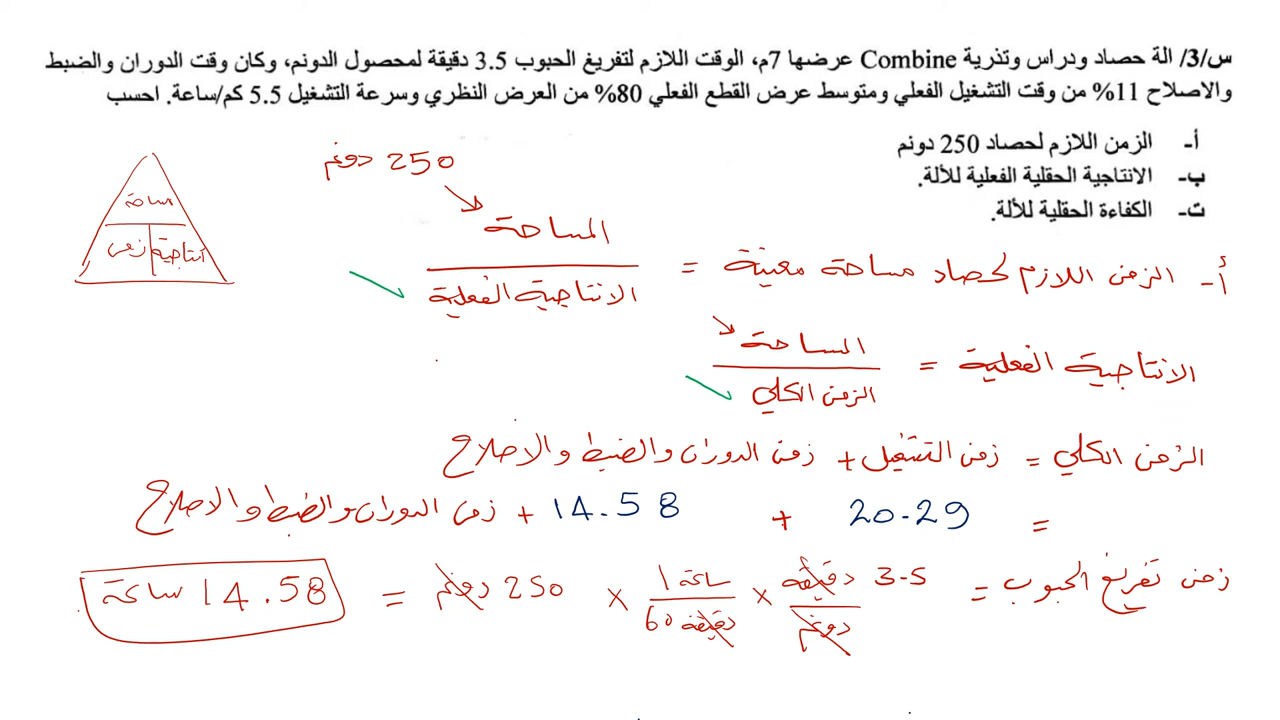 س/3/ الة حصاد ودراس وتذرية Combine عرضها 7م، الوقت اللازم لتفريغ الحبوب 3.5 دقيقة لمحصول الدونم، وكان وقت الدوران والضبط
والاصلاح 11% من وقت التشغيل الفعلي ومتوسط عرض القطع الفعلي 80% من العرض النظري وسرعة التشغيل 5.5 كم/ساعة. احسب
أ- الزمن اللازم لحصاد 250 دونم
ب- الانتاجية الحقلية الفعلية للألة.
ت- الكفاءة الحقلية للألة.
250 دونم
مساحة
انتاجية زمن
أ- الزمن اللازم لحصاد مساحة معينة = المساحة
الانتاجية الفعلية
الانتاجية الفعلية = المساحة
الزمن الكلي
الزمن الكلي = زمن التشغيل + زمن الدوران والضبط والاصلاح
= 20.29 + 14.58 + زمن الدوران والضبط والاصلاح
زمن تفريغ الحبوب = 3.5 دقيقة × 1 ساعة × 250 دونم = 14.58 ساعة
دونم 60 دقيقة